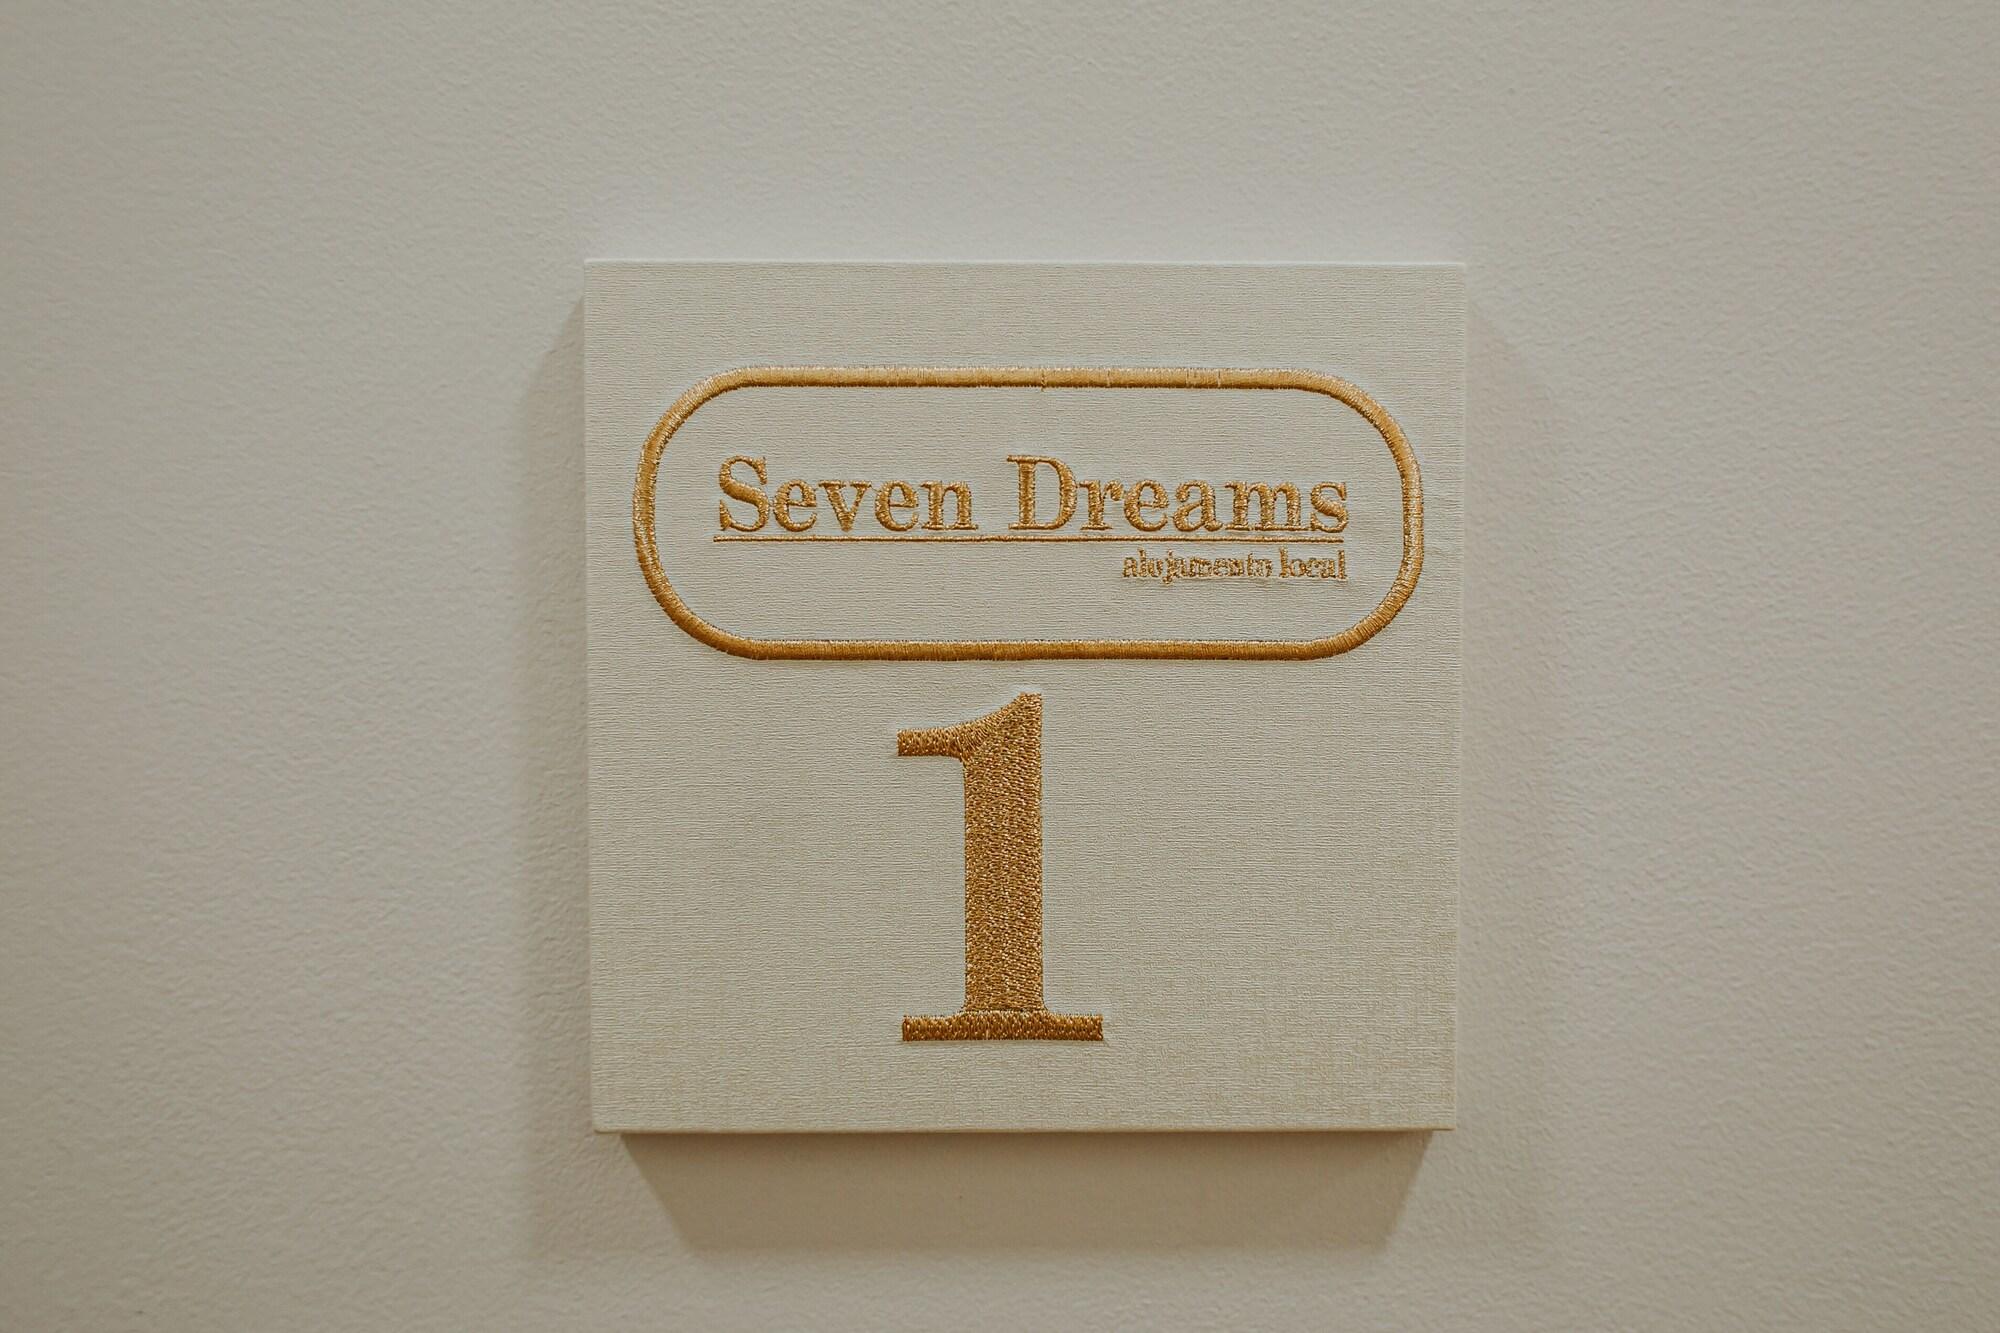 Seven Dreams
alojamento local
1